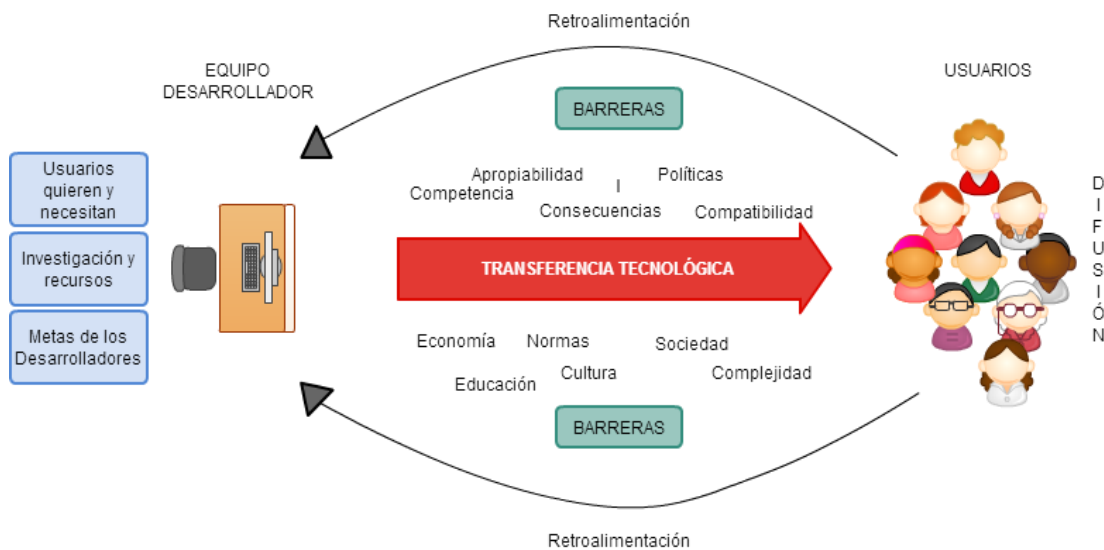 Retroalimentación
EQUIPO
DESARROLLADOR
USUARIOS
BARRERAS
Usuarios
quieren y
necesitan
Investigación y
recursos
Metas de los
Desarrolladores
Apropiabilidad
I
Políticas
Competencia
Consecuencias
Compatibilidad
TRANSFERENCIA TECNOLÓGICA
Economía
Normas
Sociedad
Educación
Cultura
Complejidad
BARRERAS
D
I
F
U
S
I
Ó
N
Retroalimentación